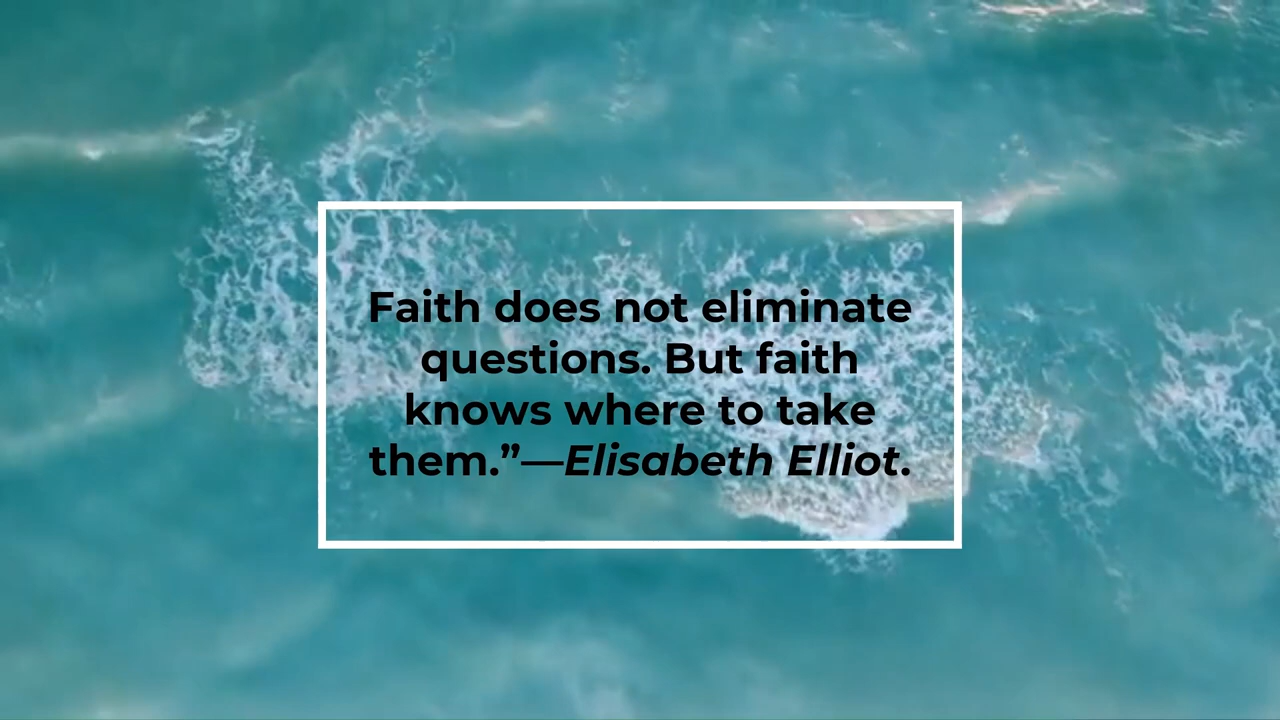 Faith does not eliminate
questions. But faith
knows where to take
them.”—Elisabeth Elliot.